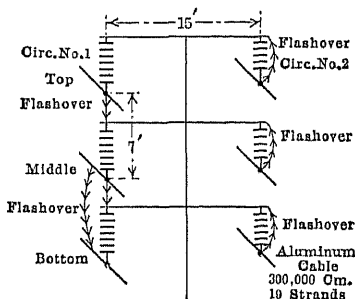 15'
Flashover
Circ.No.1
Circ.No.2
Top
Flashover
7'
Flashover
Middle
Flashover
Flashover
Bottom
Aluminum
Cable
300,000 Cm.
19 Strands